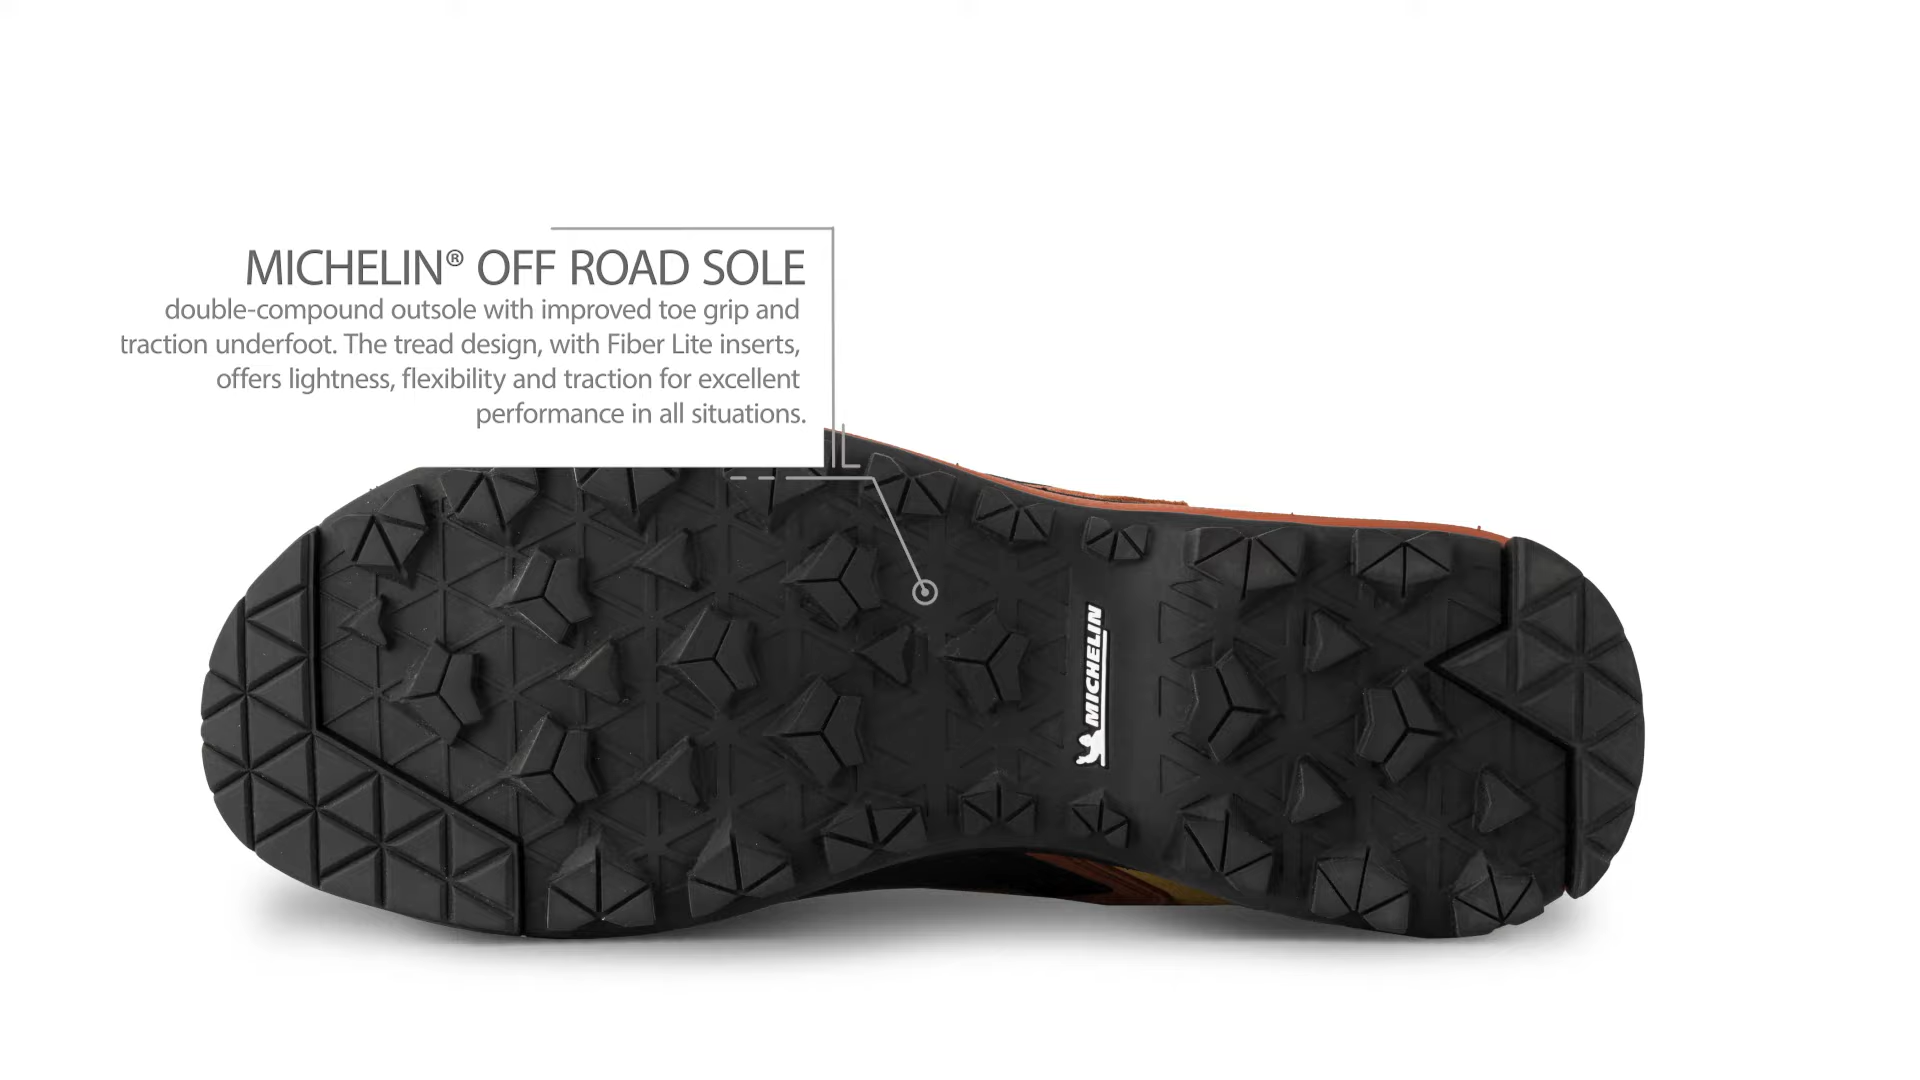 MICHELIN® OFF ROAD SOLE
double-compound outsole with improved toe grip and
traction underfoot. The tread design, with Fiber Lite inserts,
offers lightness, flexibility and traction for excellent
performance in all situations.
MICHELIN